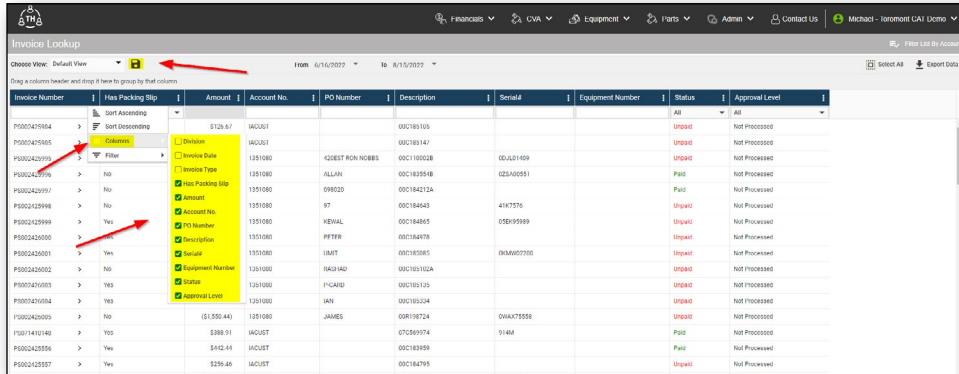 TH
Financials CVA Equipment Parts Admin Contact Us Michael - Toromont CAT Demo
Invoice Lookup Filter List By Account
Choose View: Default View From 6/16/2022 To 8/15/2022 Select All Export Data
Drag a column header and drop it here to group by that column
Invoice Number Has Packing Slip Amount Account No. PO Number Description Serial# Equipment Number Status Approval Level
Sort Ascending All All
PS002425904 Sort Descending $126.67 IACUST 00C185105 Unpaid Not Processed
PS002425905 Columns Division IACUST 00C185147 Unpaid Not Processed
PS002425995 Filter Invoice Date 1351080 420EST RON NOBBS 00C110002B 0DJL01409 Unpaid Not Processed
PS002425996 No Invoice Type 1351080 ALLAN 00C183554B 0ZSA00551 Paid Not Processed
PS002425997 No Has Packing Slip 1351080 698020 00C184212A Paid Not Processed
PS002425998 No Amount 1351080 97 00C184643 41K7576 Unpaid Not Processed
PS002425999 Yes Account No. 1351080 KEWAL 00C184865 05EK95989 Unpaid Not Processed
PS002426000 Yes PO Number 1351080 PETER 00C184978 Unpaid Not Processed
PS002426001 Yes Description 1351080 UMIT 00C185085 0KMW02200 Unpaid Not Processed
Serial#
PS002426002 No Equipment Number 1351080 RASHAD 00C185102A Unpaid Not Processed
PS002426003 Yes Status 1351080 P-CARD 00C185135 Unpaid Not Processed
PS002426004 Yes Approval Level 1351080 IAN 00C185334 Unpaid Not Processed
PS002426005 No ($1,550.44) 1351080 JAMES 00R198724 0WAX75558 Unpaid Not Processed
PS071410148 Yes $388.91 IACUST 07C569974 914M Paid Not Processed
PS002425556 Yes $442.44 IACUST 00C183959 Paid Not Processed
PS002425557 Yes $256.46 IACUST 00C184795 Unpaid Not Processed